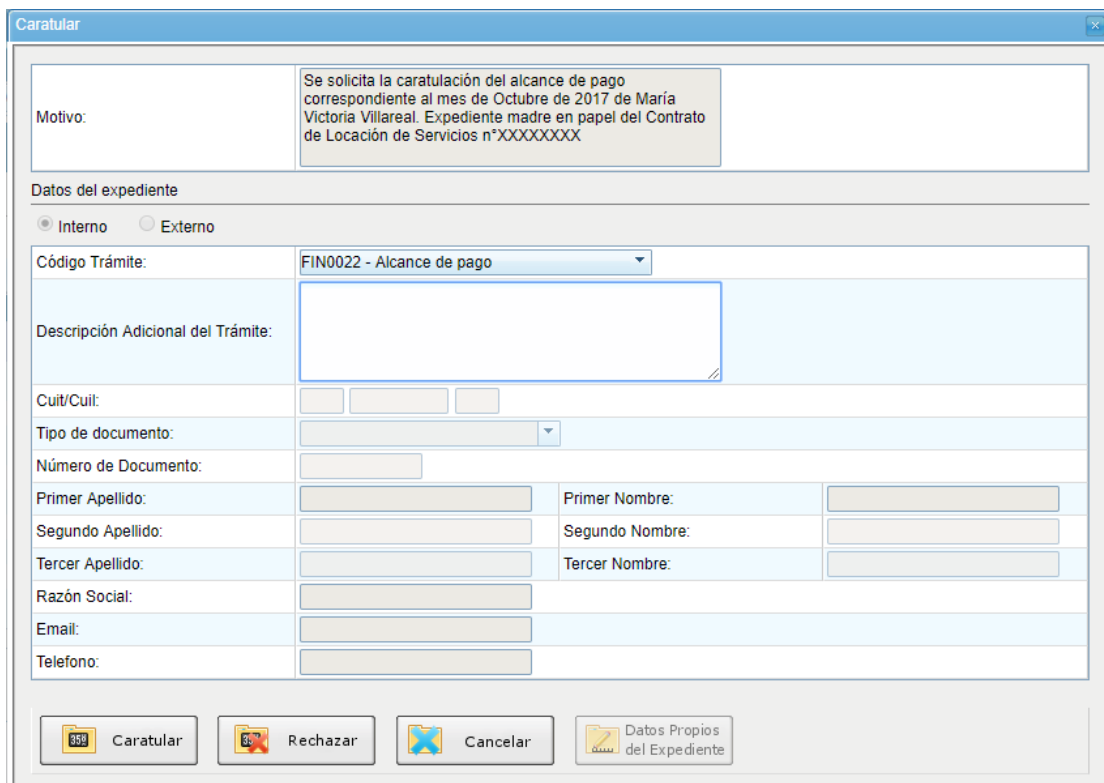 Caratular
Motivo:
Se solicita la caratulación del alcance de pago
correspondiente al mes de Octubre de 2017 de María
Victoria Villareal. Expediente madre en papel del Contrato
de Locación de Servicios n°XXXXXXXX
Datos del expediente
Interno Externo
Código Trámite: FIN0022 - Alcance de pago
Descripción Adicional del Trámite:
Cuit/Cuil:
Tipo de documento:
Número de Documento:
Primer Apellido: Primer Nombre:
Segundo Apellido: Segundo Nombre:
Tercer Apellido: Tercer Nombre:
Razón Social:
Email:
Telefono:
Caratular Rechazar Cancelar Datos Propios
del Expediente